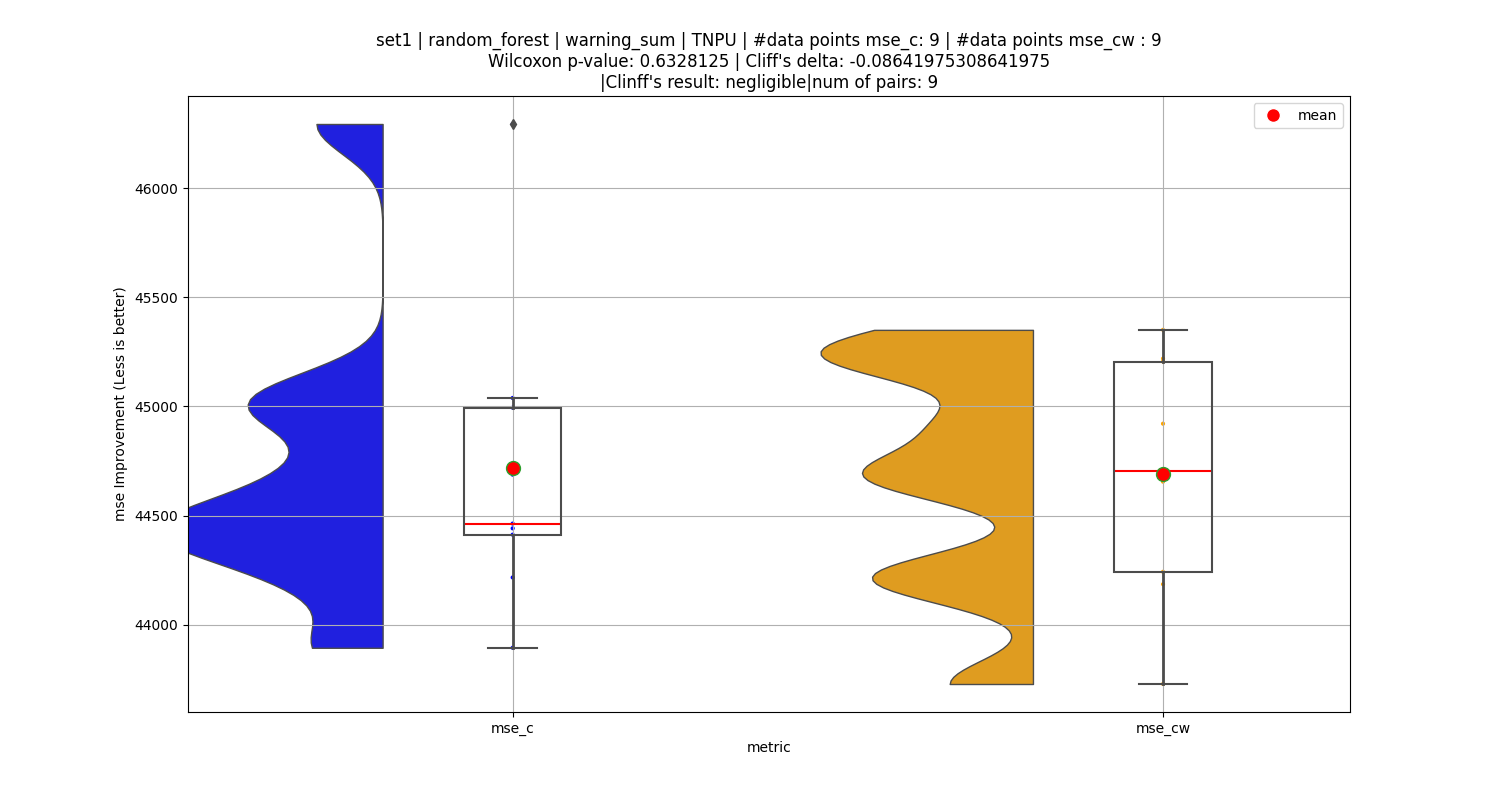 set1 | random_forest | warning_sum | TNPU | #data points mse_c: 9 | #data points mse_cw : 9
Wilcoxon p-value: 0.6328125 | Cliff's delta: -0.08641975308641975
|Clinff's result: negligible|num of pairs: 9
mean
46000
45500
45000
44500
44000
mse Improvement (Less is better)
mse_c
mse_cw
metric